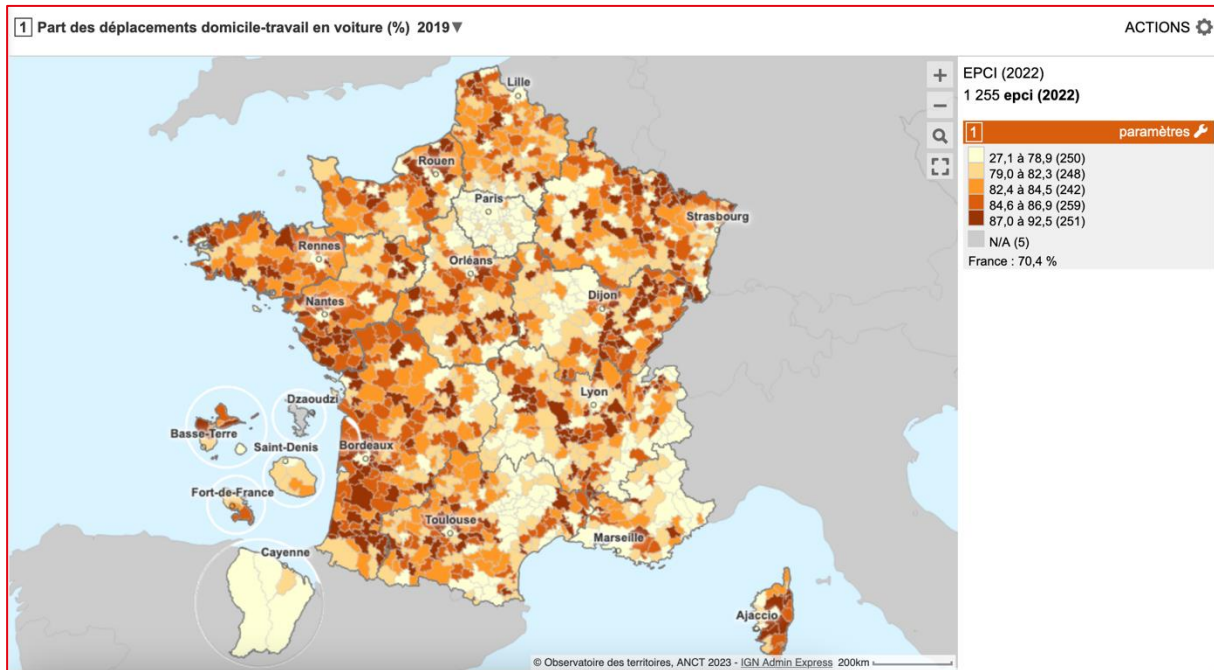 1 Part des déplacements domicile-travail en voiture (%) 2019▼
ACTIONS
EPCI (2022)
1 255 epci (2022)
1 paramètres
27,1 à 78,9 (250)
79,0 à 82,3 (248)
82,4 à 84,5 (242)
84,6 à 86,9 (259)
87,0 à 92,5 (251)
N/A (5)
France : 70,4 %
Lille
Rouen
Paris
Strasbourg
Rennes
Orléans
Nantes
Dijon
Dzaoudzi
Lyon
Basse-Terre
Saint-Denis
Bordeaux
Fort-de-France
Toulouse
Marseille
Cayenne
Ajaccio
© Observatoire des territoires, ANCT 2023 - IGN Admin Express 200km